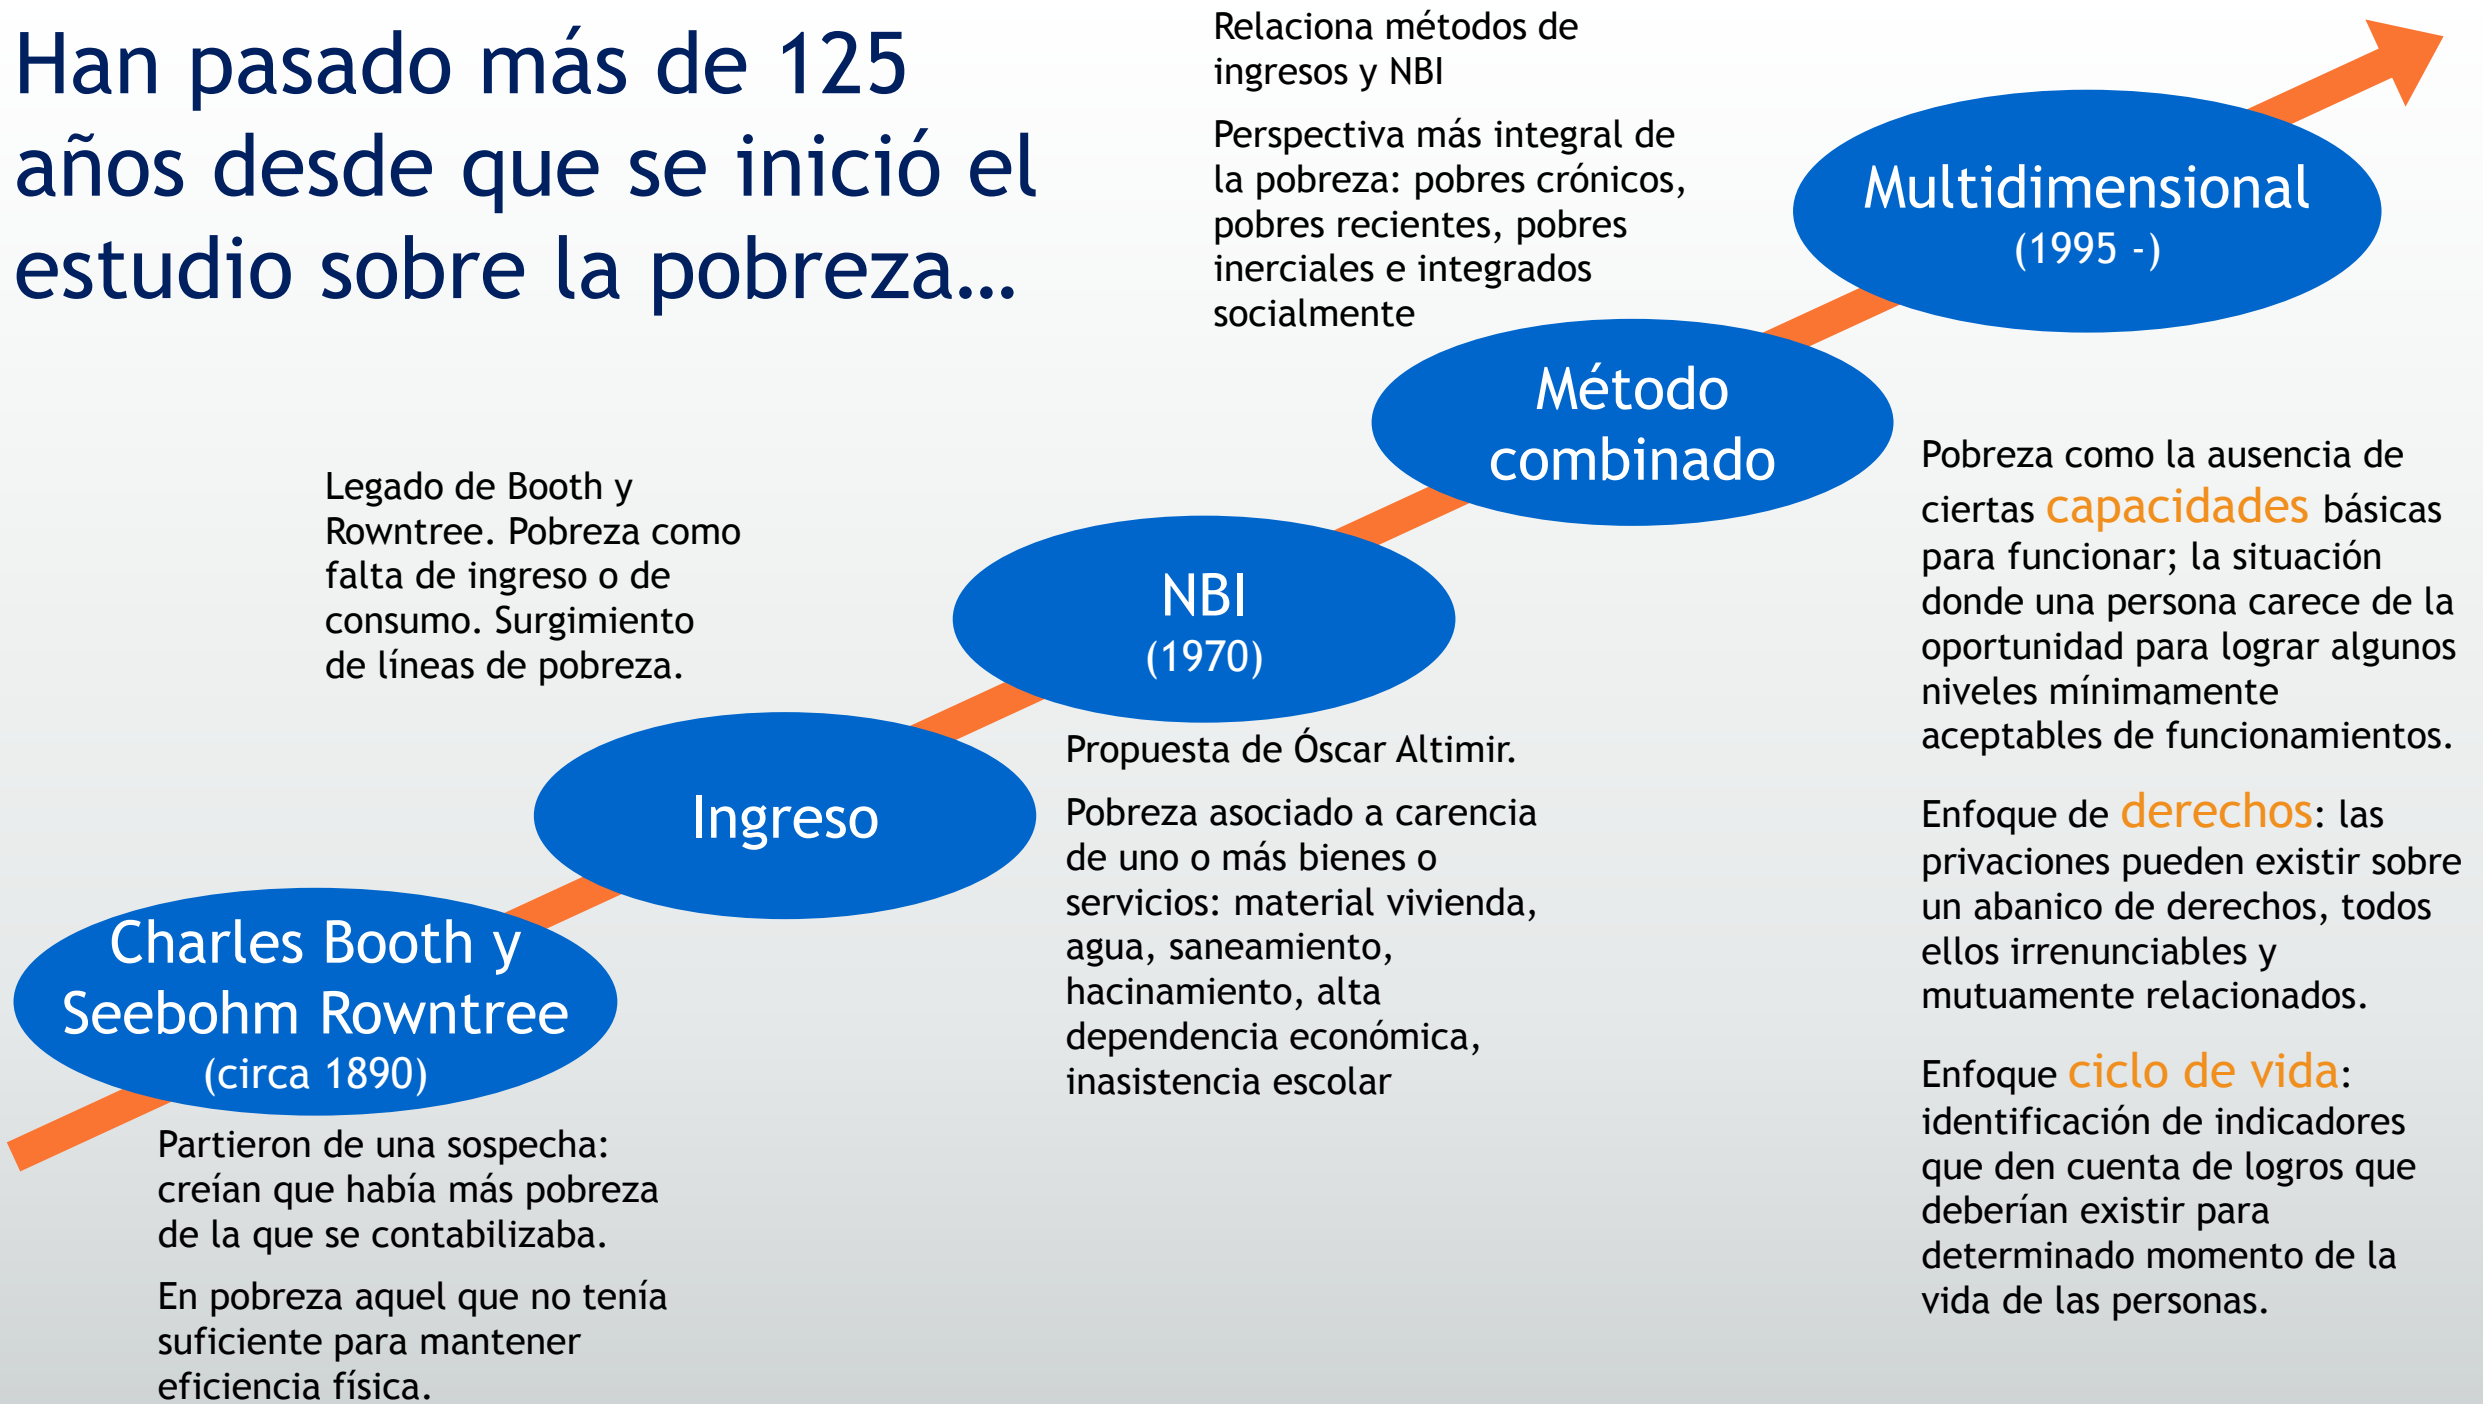 Han pasado más de 125
años desde que se inició el
estudio sobre la pobreza…
Charles Booth y
Seebohm Rowntree
(circa 1890)
Partieron de una sospecha:
creían que había más pobreza
de la que se contabilizaba.
En pobreza aquel que no tenía
suficiente para mantener
eficiencia física.
Legado de Booth y
Rowntree. Pobreza como
falta de ingreso o de
consumo. Surgimiento
de líneas de pobreza.
Ingreso
NBI
(1970)
Propuesta de Óscar Altimir.
Pobreza asociado a carencia
de uno o más bienes o
servicios: material vivienda,
agua, saneamiento,
hacinamiento, alta
dependencia económica,
inasistencia escolar
Relaciona métodos de
ingresos y NBI
Perspectiva más integral de
la pobreza: pobres crónicos,
pobres recientes, pobres
inerciales e integrados
socialmente
Método
combinado
Multidimensional
(1995 -)
Pobreza como la ausencia de
ciertas capacidades básicas
para funcionar; la situación
donde una persona carece de la
oportunidad para lograr algunos
niveles mínimamente
aceptables de funcionamientos.
Enfoque de derechos: las
privaciones pueden existir sobre
un abanico de derechos, todos
ellos irrenunciables y
mutuamente relacionados.
Enfoque ciclo de vida:
identificación de indicadores
que den cuenta de logros que
deberían existir para
determinado momento de la
vida de las personas.